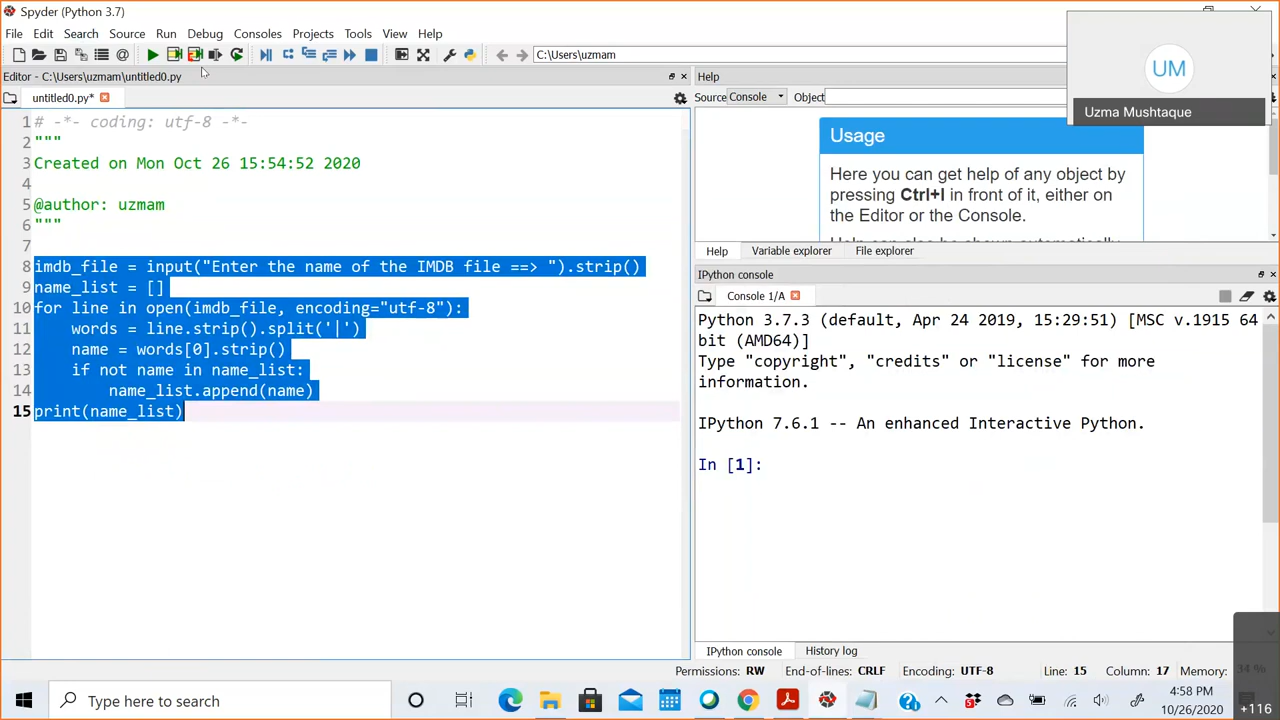 Spyder (Python 3.7)
File Edit Search Source Run Debug Consoles Projects Tools View Help
C:\Users\uzmam
UM
Uzma Mushtaque
Editor - C:\Users\uzmam\untitled0.py
untitled0.py*
1 # -*- coding: utf-8 -*-
2 """
3 Created on Mon Oct 26 15:54:52 2020
4
5 @author: uzmam
6 """
7
8 imdb_file = input("Enter the name of the IMDB file ==> ").strip()
9 name_list = []
10 for line in open(imdb_file, encoding="utf-8"):
11 words = line.strip().split('|')
12 name = words[0].strip()
13 if not name in name_list:
14 name_list.append(name)
15 print(name_list)
Help
Source Console Object
Usage
Here you can get help of any object by
pressing Ctrl+I in front of it, either on
the Editor or the Console.
Help Variable explorer File explorer
IPython console
Console 1/A
Python 3.7.3 (default, Apr 24 2019, 15:29:51) [MSC v.1915 64
bit (AMD64)]
Type "copyright", "credits" or "license" for more
information.
IPython 7.6.1 -- An enhanced Interactive Python.
In [1]:
IPython console History log
Permissions: RW End-of-lines: CRLF Encoding: UTF-8 Line: 15 Column: 17 Memory: 34 %
Type here to search
4:58 PM
10/26/2020
+116